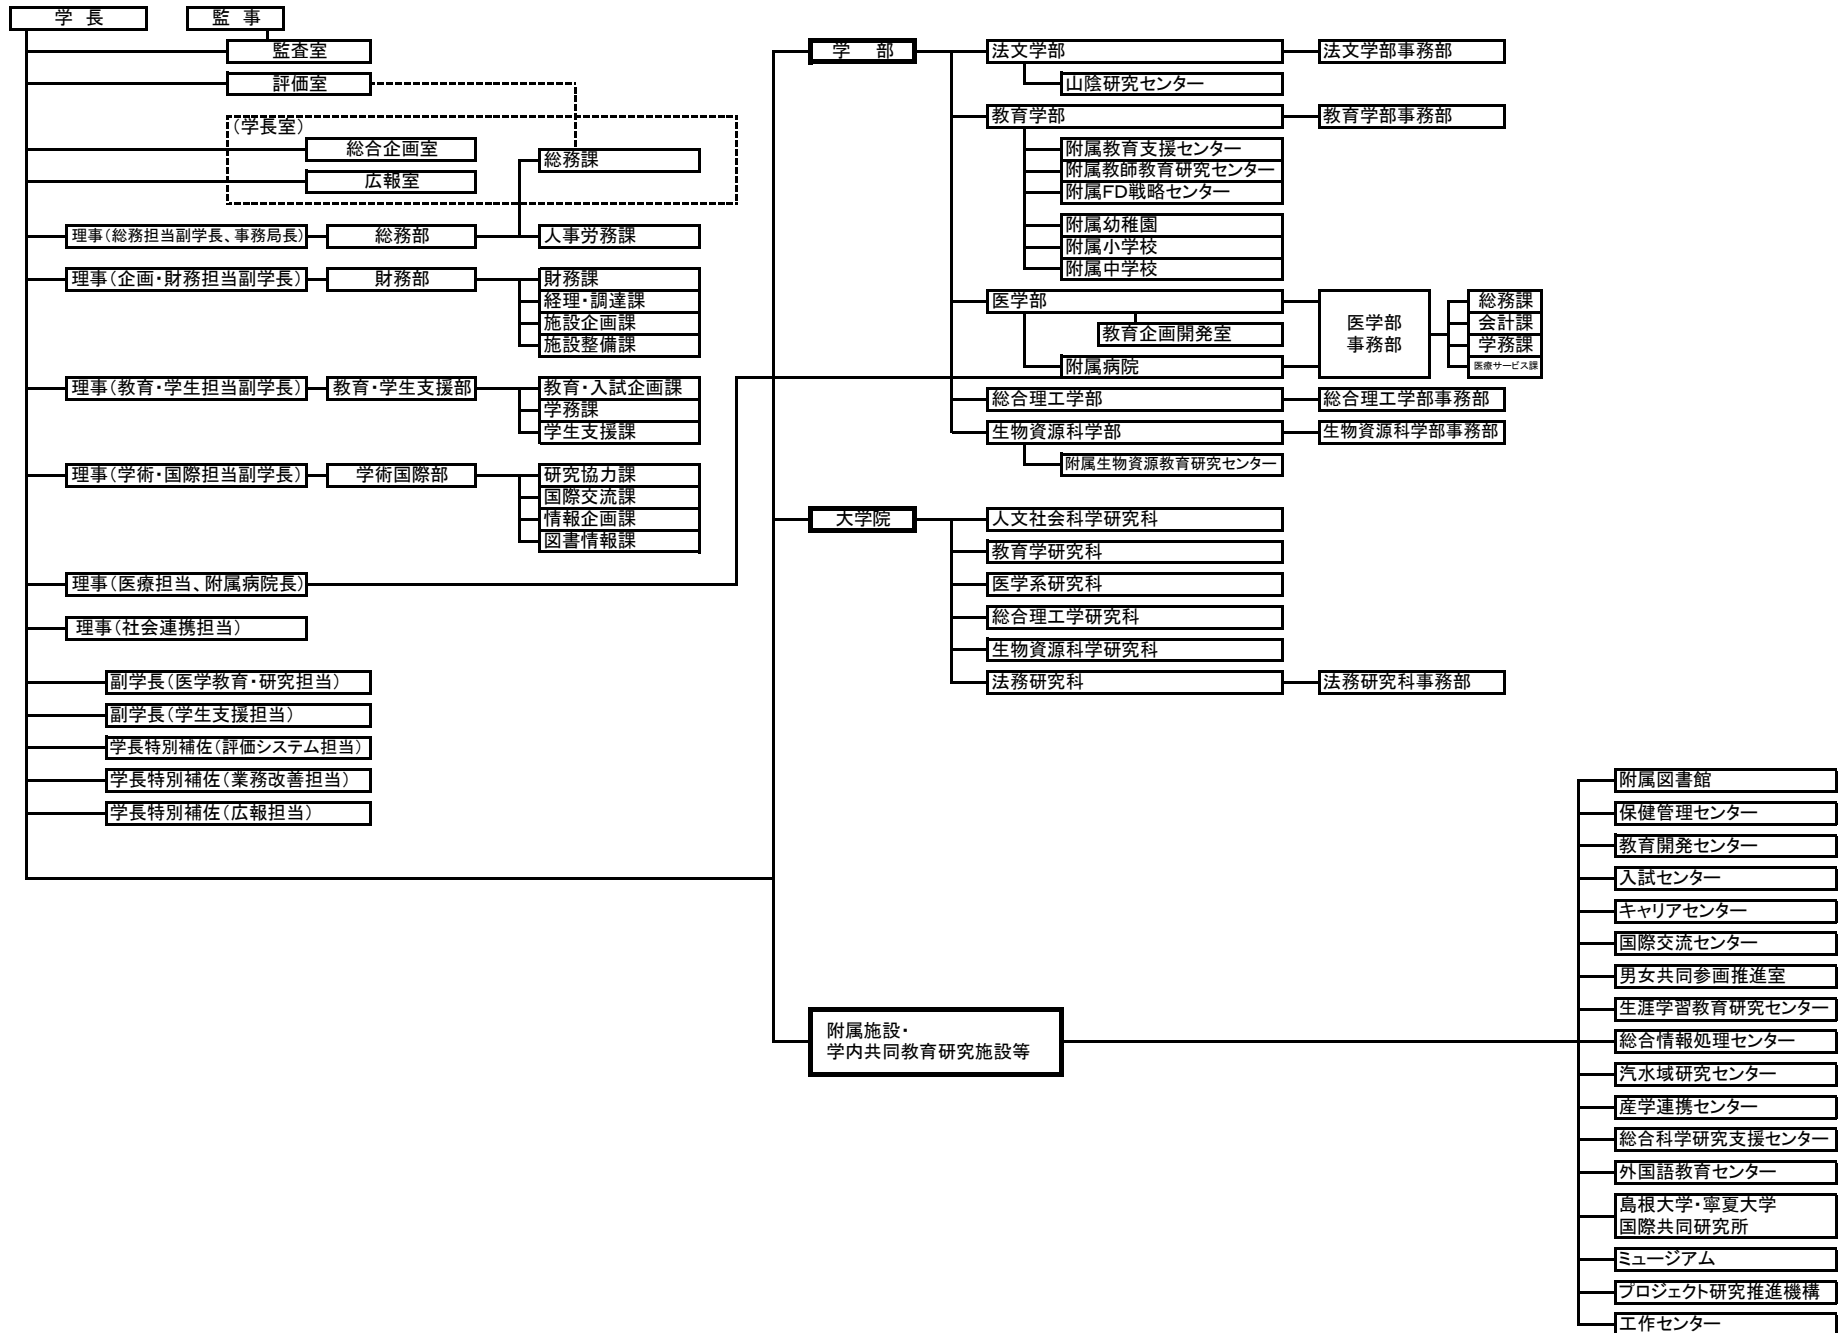 学　長
監　事
監査室
評価室
（学長室）
総合企画室
総務課
広報室
理事（総務担当副学長、事務局長）
総務部
人事労務課
理事（企画・財務担当副学長）
財務部
財務課
経理・調達課
施設企画課
施設整備課
理事（教育・学生担当副学長）
教育・学生支援部
教育・入試企画課
学務課
学生支援課
理事（学術・国際担当副学長）
学術国際部
研究協力課
国際交流課
情報企画課
図書情報課
理事（医療担当、附属病院長）
理事（社会連携担当）
副学長（医学教育・研究担当）
副学長（学生支援担当）
学長特別補佐（評価システム担当）
学長特別補佐（業務改善担当）
学長特別補佐（広報担当）
学　部
法文学部
法文学部事務部
山陰研究センター
教育学部
教育学部事務部
附属教育支援センター
附属教師教育研究センター
附属FD戦略センター
附属幼稚園
附属小学校
附属中学校
医学部
教育企画開発室
附属病院
医学部
事務部
総務課
会計課
学務課
医療サービス課
総合理工学部
総合理工学部事務部
生物資源科学部
生物資源科学部事務部
附属生物資源教育研究センター
大学院
人文社会科学研究科
教育学研究科
医学系研究科
総合理工学研究科
生物資源科学研究科
法務研究科
法務研究科事務部
附属施設・
学内共同教育研究施設等
附属図書館
保健管理センター
教育開発センター
入試センター
キャリアセンター
国際交流センター
男女共同参画推進室
生涯学習教育研究センター
総合情報処理センター
汽水域研究センター
産学連携センター
総合科学研究支援センター
外国語教育センター
島根大学・寧夏大学
国際共同研究所
ミュージアム
プロジェクト研究推進機構
工作センター